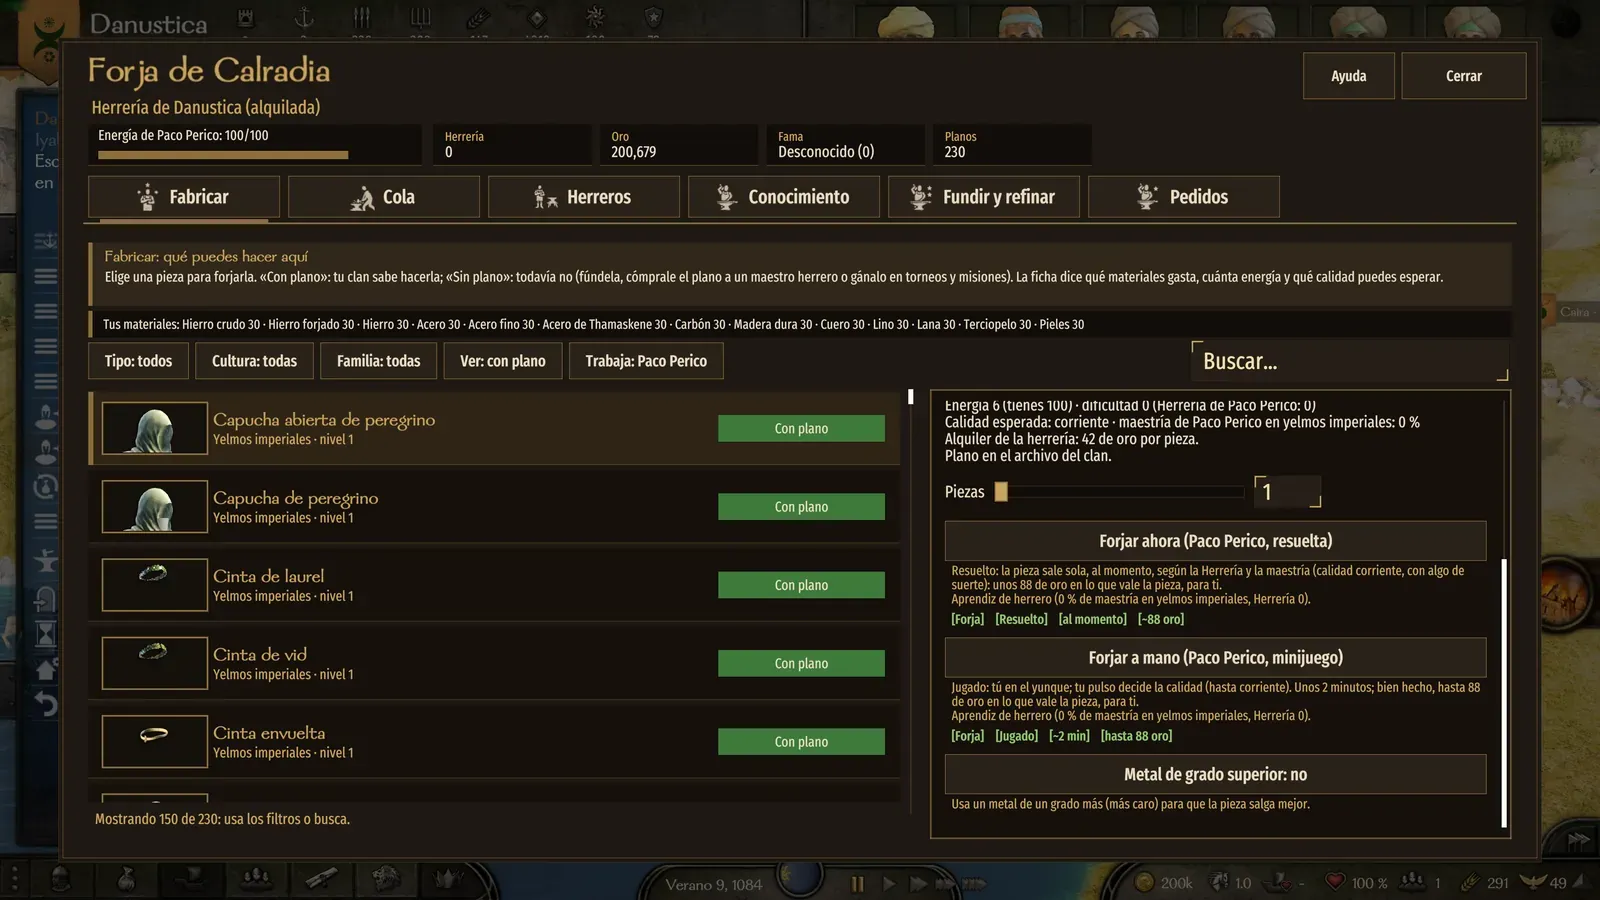 Danustica
Forja de Calradia
Ayuda
Cerrar
Herrería de Danustica (alquilada)
Energía de Paco Perico: 100/100
Herrería
0
Oro
200,679
Fama
Desconocido (0)
Planos
230
Fabricar
Cola
Herreros
Conocimiento
Fundir y refinar
Pedidos
Fabricar: qué puedes hacer aquí
Elige una pieza para forjarla. «Con plano»: tu clan sabe hacerla; «Sin plano»: todavía no (fúndela, cómprale el plano a un maestro herrero o gánalo en torneos y misiones). La ficha dice qué materiales gasta, cuánta energía y qué calidad puedes esperar.
Tus materiales: Hierro crudo 30 · Hierro forjado 30 · Hierro 30 · Acero 30 · Acero fino 30 · Acero de Thamaskene 30 · Carbón 30 · Madera dura 30 · Cuero 30 · Lino 30 · Lana 30 · Terciopelo 30 · Pieles 30
Tipo: todos
Cultura: todas
Familia: todas
Ver: con plano
Trabaja: Paco Perico
Buscar...
Capucha abierta de peregrino
Yelmos imperiales · nivel 1
Con plano
Capucha de peregrino
Yelmos imperiales · nivel 1
Con plano
Cinta de laurel
Yelmos imperiales · nivel 1
Con plano
Cinta de vid
Yelmos imperiales · nivel 1
Con plano
Cinta envuelta
Yelmos imperiales · nivel 1
Con plano
Mostrando 150 de 230: usa los filtros o busca.
Energía 6 (tienes 100) · dificultad 0 (Herrería de Paco Perico: 0)
Calidad esperada: corriente · maestría de Paco Perico en yelmos imperiales: 0 %
Alquiler de la herrería: 42 de oro por pieza.
Plano en el archivo del clan.
Piezas
1
Forjar ahora (Paco Perico, resuelta)
Resuelto: la pieza sale sola, al momento, según la Herrería y la maestría (calidad corriente, con algo de
suerte): unos 88 de oro en lo que vale la pieza, para ti.
Aprendiz de herrero (0 % de maestría en yelmos imperiales, Herrería 0).
[Forja] [Resuelto] [al momento] [~88 oro]
Forjar a mano (Paco Perico, minijuego)
Jugado: tú en el yunque; tu pulso decide la calidad (hasta corriente). Unos 2 minutos; bien hecho, hasta 88
de oro en lo que vale la pieza, para ti.
Aprendiz de herrero (0 % de maestría en yelmos imperiales, Herrería 0).
[Forja] [Jugado] [~2 min] [hasta 88 oro]
Metal de grado superior: no
Usa un metal de un grado más (más caro) para que la pieza salga mejor.
Verano 9, 1084
200k
1.0
-
100 %
1
291
49